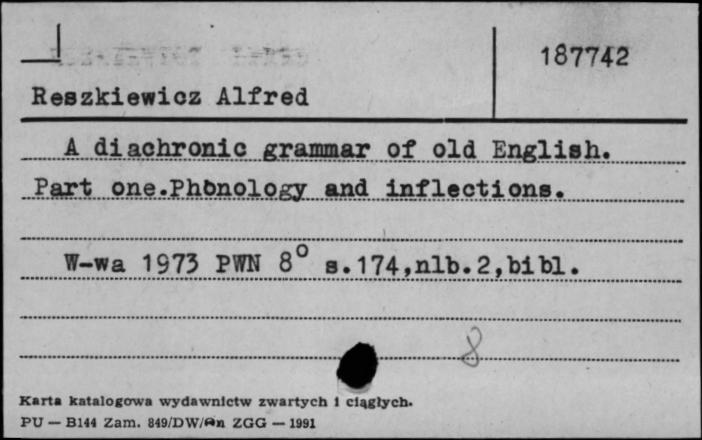 187742
Reszkiewicz Alfred
A diachronic grammar of old English.
Part one.Phonology and inflections.
W-wa 1973 PWN 8° s.174,nlb.2,bibl.
8
Karta katalogowa wydawnictw zwartych i ciągłych.
PU — B144 Zam. 849/DW/ ZGG — 1991